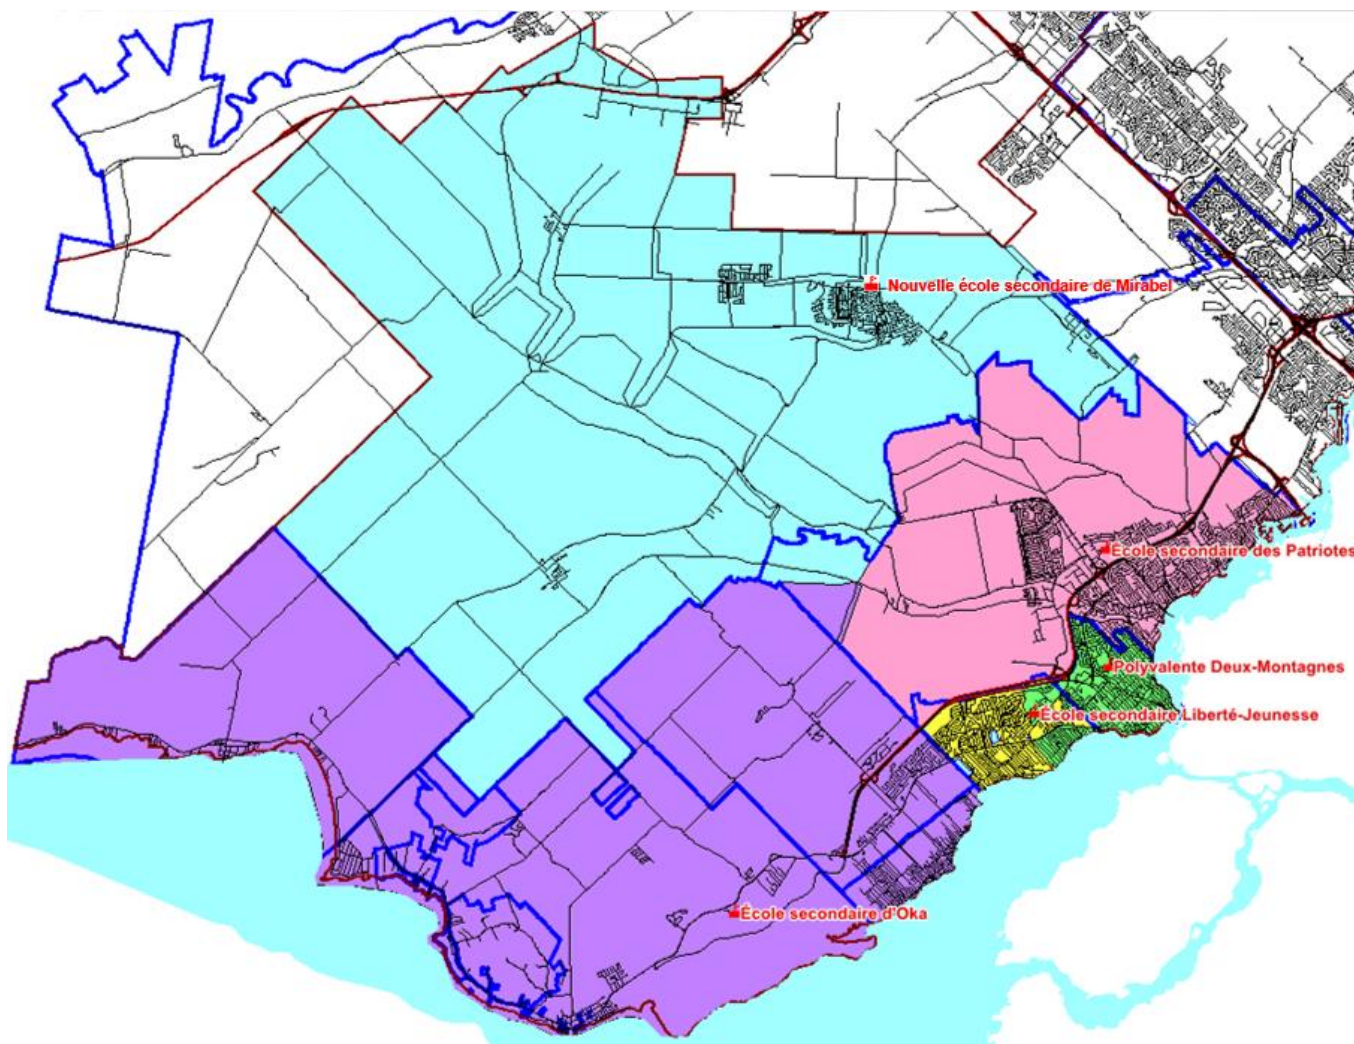 Nouvelle école secondaire de Mirabel
École secondaire des Patriotes
Polyvalente Deux-Montagnes
École secondaire Liberté-Jeunesse
École secondaire d'Oka